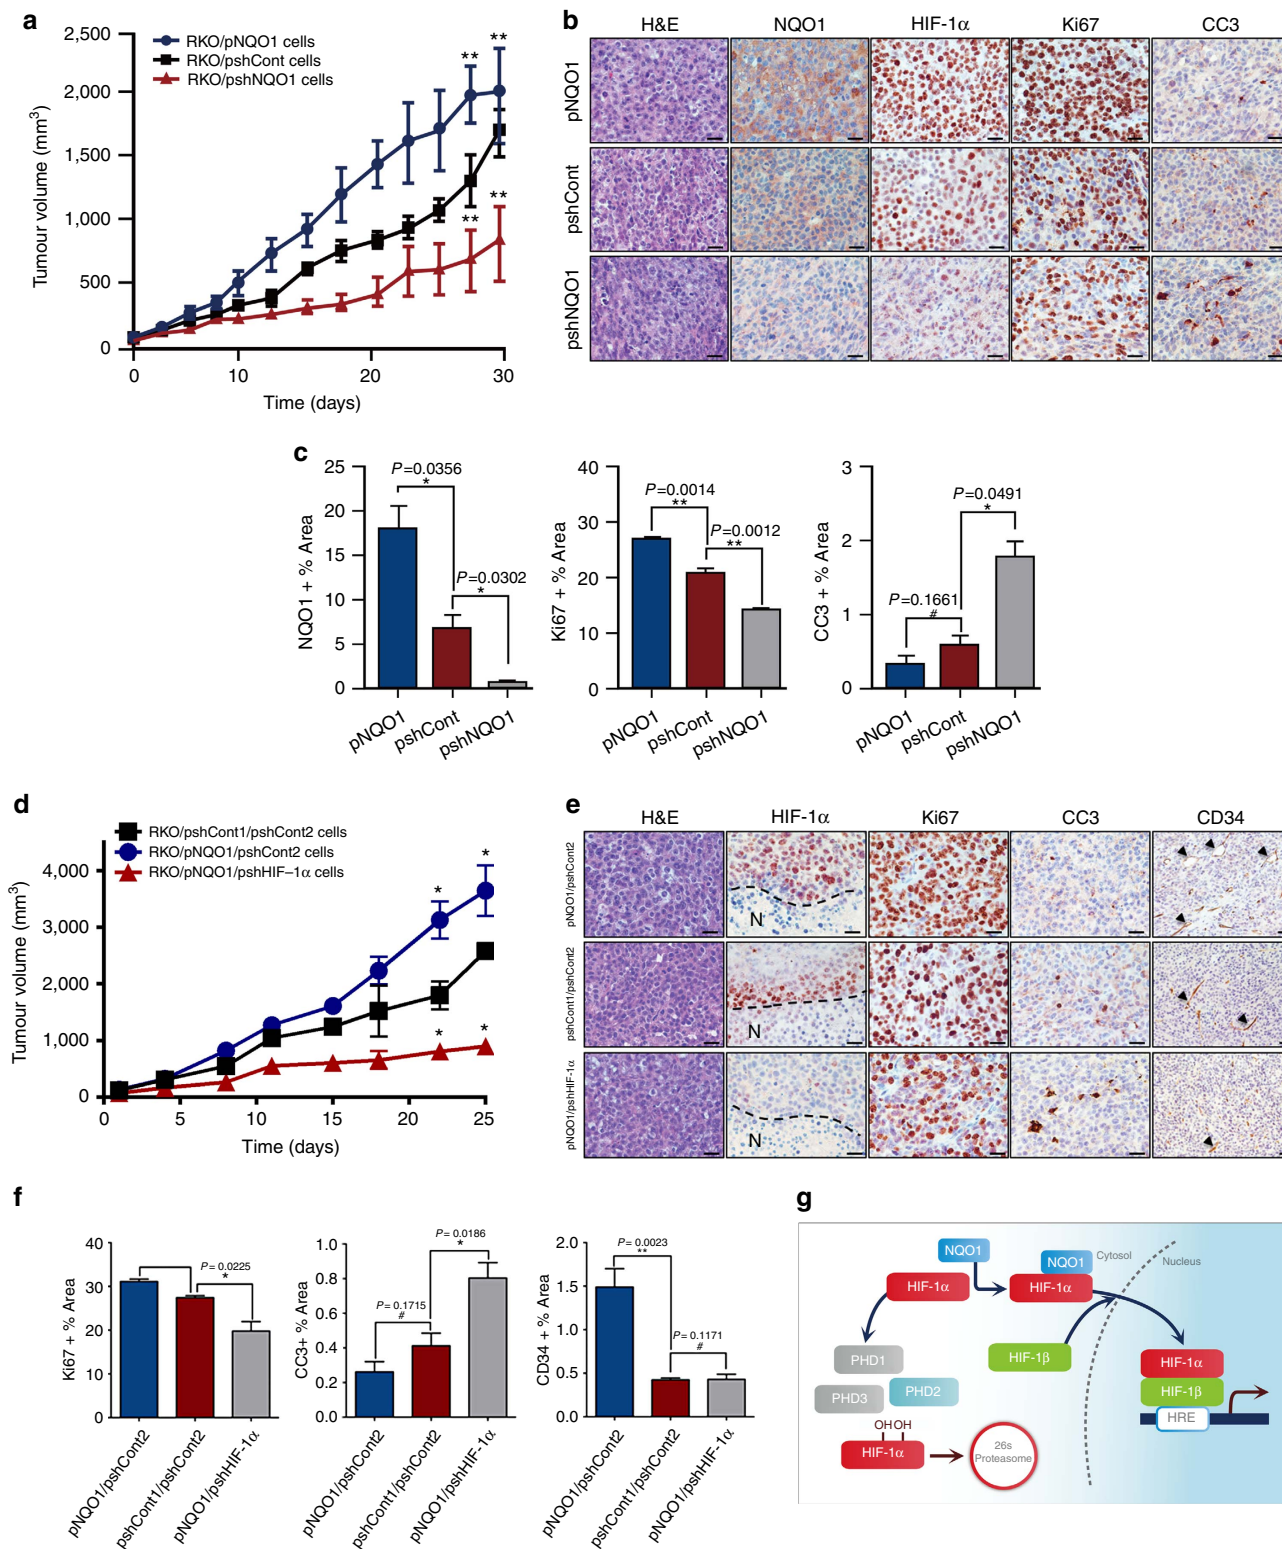 a
2,500
2,000
1,500
1,000
500
0
Tumour volume (mm3)
RKO/pNQO1 cells
RKO/pshCont cells
RKO/pshNQO1 cells
**
**
**
**
0
10
20
30
Time (days)
b
H&E
NQO1
HIF-1α
Ki67
CC3
pNQO1
pshCont
pshNQO1
c
25
20
15
10
5
0
NQO1 + % Area
P=0.0356
*
P=0.0302
*
pNQO1
pshCont
pshNQO1
40
30
20
10
0
Ki67 + % Area
P=0.0014
**
P=0.0012
**
pNQO1
pshCont
pshNQO1
3
2
1
0
CC3 + % Area
P=0.0491
*
P=0.1661
#
pNQO1
pshCont
pshNQO1
d
RKO/pshCont1/pshCont2 cells
RKO/pNQO1/pshCont2 cells
RKO/pNQO1/pshHIF–1α cells
4,000
3,000
2,000
1,000
0
Tumour volume (mm3)
*
*
*
*
0
5
10
15
20
25
Time (days)
e
H&E
HIF-1α
Ki67
CC3
CD34
pNQO1/pshCont2
N
pshCont1/pshCont2
N
pNQO1/pshHIF-1α
N
f
40
30
20
10
0
Ki67 + % Area
P= 0.0225
*
pNQO1/pshCont2
pshCont1/pshCont2
pNQO1/pshHIF-1α
1.0
0.8
0.6
0.4
0.2
0.0
CC3+ % Area
P= 0.0186
*
P= 0.1715
#
pNQO1/pshCont2
pshCont1/pshCont2
pNQO1/pshHIF-1α
2.0
1.5
1.0
0.5
0.0
CD34 + % Area
P= 0.0023
**
P= 0.1171
#
pNQO1/pshCont2
pshCont1/pshCont2
pNQO1/pshHIF-1α
g
NQO1
HIF-1α
NQO1
HIF-1α
Cytosol
Nucleus
PHD1
PHD3
PHD2
HIF-1β
HIF-1α
HIF-1β
HRE
OH OH
HIF-1α
26s
Proteasome